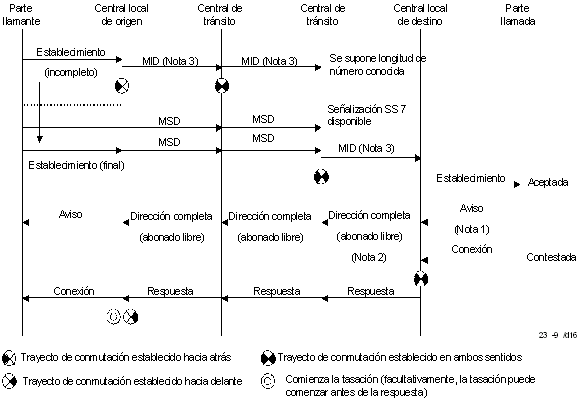 Parte llamante
Central local de origen
Central de tránsito
Central de tránsito
Central local de destino
Parte llamada
Establecimiento
(incompleto)
MID (Nota 3)
MID (Nota 3)
Se supone longitud de número conocida
MSD
MSD
Señalización SS 7 disponible
MSD
MSD
MID (Nota 3)
Establecimiento (final)
Establecimiento
Aceptada
Aviso
Dirección completa (abonado libre)
Dirección completa (abonado libre)
Dirección completa (abonado libre)
(Nota 2)
Aviso
(Nota 1)
Conexión
Contestada
Conexión
Respuesta
Respuesta
Respuesta
Trayecto de conmutación establecido hacia atrás
Trayecto de conmutación establecido en ambos sentidos
Trayecto de conmutación establecido hacia delante
Comienza la tasación (facultativamente, la tasación puede
comenzar antes de la respuesta)